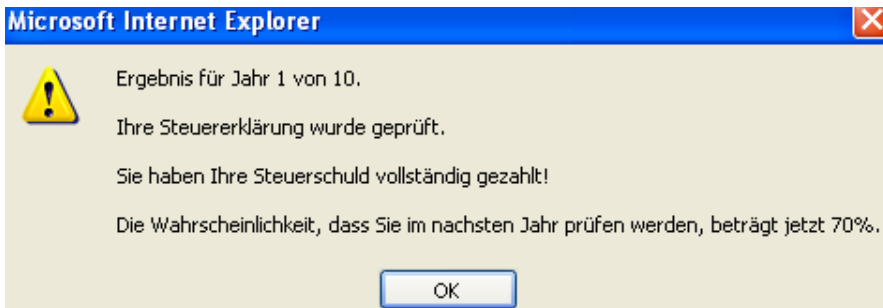 Microsoft Internet Explorer
Ergebnis für Jahr 1 von 10.
Ihre Steuererklärung wurde geprüft.
Sie haben Ihre Steuerschuld vollständig gezahlt!
Die Wahrscheinlichkeit, dass Sie im nachsten Jahr prüfen werden, beträgt jetzt 70%.
OK